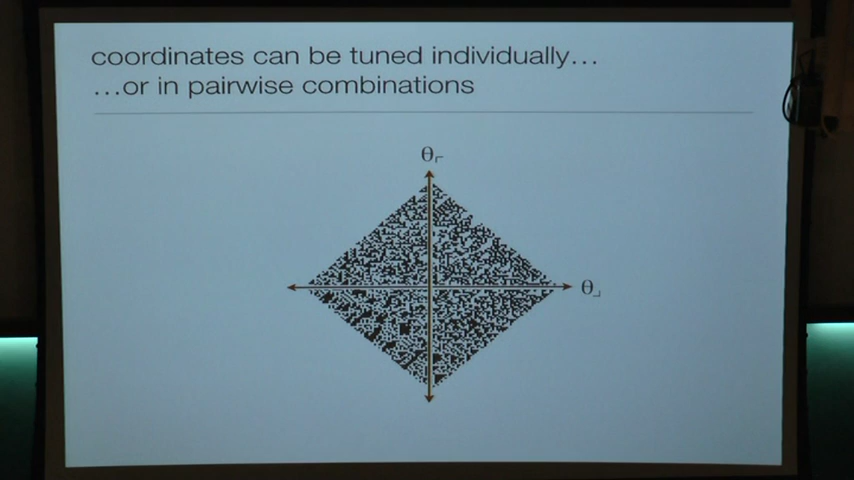 coordinates can be tuned individually…
…or in pairwise combinations
θ⌜
θ⌟